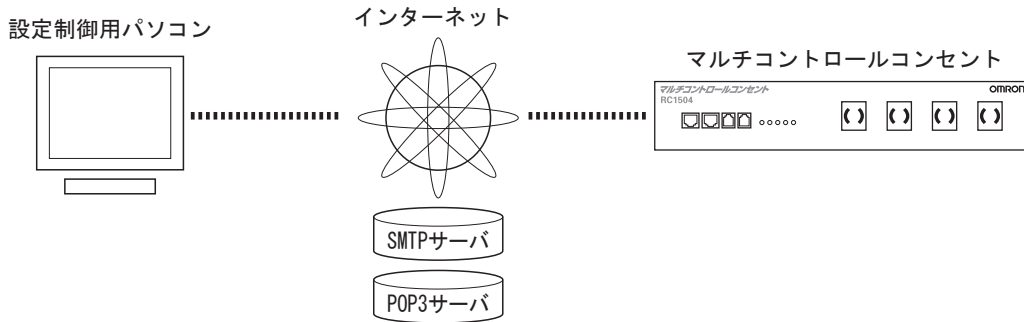 設定制御用パソコン
インターネット
マルチコントロールコンセント
マルチコントロールコンセント
RC1504
OMRON
SMTPサーバ
POP3サーバ